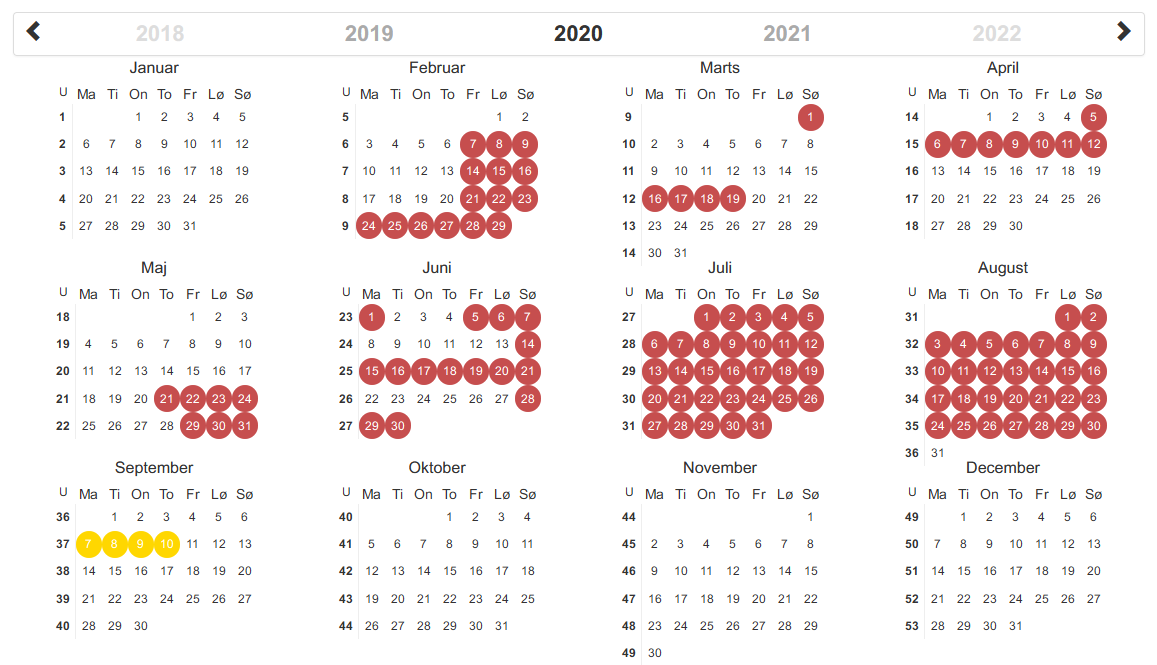 2018 2019 2020 2021 2022
Januar Februar Marts April
U Ma Ti On To Fr Lø Sø U Ma Ti On To Fr Lø Sø U Ma Ti On To Fr Lø Sø U Ma Ti On To Fr Lø Sø
1 1 2 3 4 5 5 1 2 9 1 14 1 2 3 4 5
2 6 7 8 9 10 11 12 6 3 4 5 6 7 8 9 10 2 3 4 5 6 7 8 15 6 7 8 9 10 11 12
3 13 14 15 16 17 18 19 7 10 11 12 13 14 15 16 11 9 10 11 12 13 14 15 16 13 14 15 16 17 18 19
4 20 21 22 23 24 25 26 8 17 18 19 20 21 22 23 12 16 17 18 19 20 21 22 17 20 21 22 23 24 25 26
5 27 28 29 30 31 9 24 25 26 27 28 29 13 23 24 25 26 27 28 29 18 27 28 29 30
14 30 31
Maj Juni Juli August
U Ma Ti On To Fr Lø Sø U Ma Ti On To Fr Lø Sø U Ma Ti On To Fr Lø Sø U Ma Ti On To Fr Lø Sø
18 1 2 3 23 1 2 3 4 5 6 7 27 1 2 3 4 5 31 1 2
19 4 5 6 7 8 9 10 24 8 9 10 11 12 13 14 28 6 7 8 9 10 11 12 32 3 4 5 6 7 8 9
20 11 12 13 14 15 16 17 25 15 16 17 18 19 20 21 29 13 14 15 16 17 18 19 33 10 11 12 13 14 15 16
21 18 19 20 21 22 23 24 26 22 23 24 25 26 27 28 30 20 21 22 23 24 25 26 34 17 18 19 20 21 22 23
22 25 26 27 28 29 30 31 27 29 30 31 27 28 29 30 31 35 24 25 26 27 28 29 30
36 31
September Oktober November December
U Ma Ti On To Fr Lø Sø U Ma Ti On To Fr Lø Sø U Ma Ti On To Fr Lø Sø U Ma Ti On To Fr Lø Sø
36 1 2 3 4 5 6 40 1 2 3 4 44 1 49 1 2 3 4 5 6
37 7 8 9 10 11 12 13 41 5 6 7 8 9 10 11 45 2 3 4 5 6 7 8 50 7 8 9 10 11 12 13
38 14 15 16 17 18 19 20 42 12 13 14 15 16 17 18 46 9 10 11 12 13 14 15 51 14 15 16 17 18 19 20
39 21 22 23 24 25 26 27 43 19 20 21 22 23 24 25 47 16 17 18 19 20 21 22 52 21 22 23 24 25 26 27
40 28 29 30 44 26 27 28 29 30 31 48 23 24 25 26 27 28 29 53 28 29 30 31
49 30